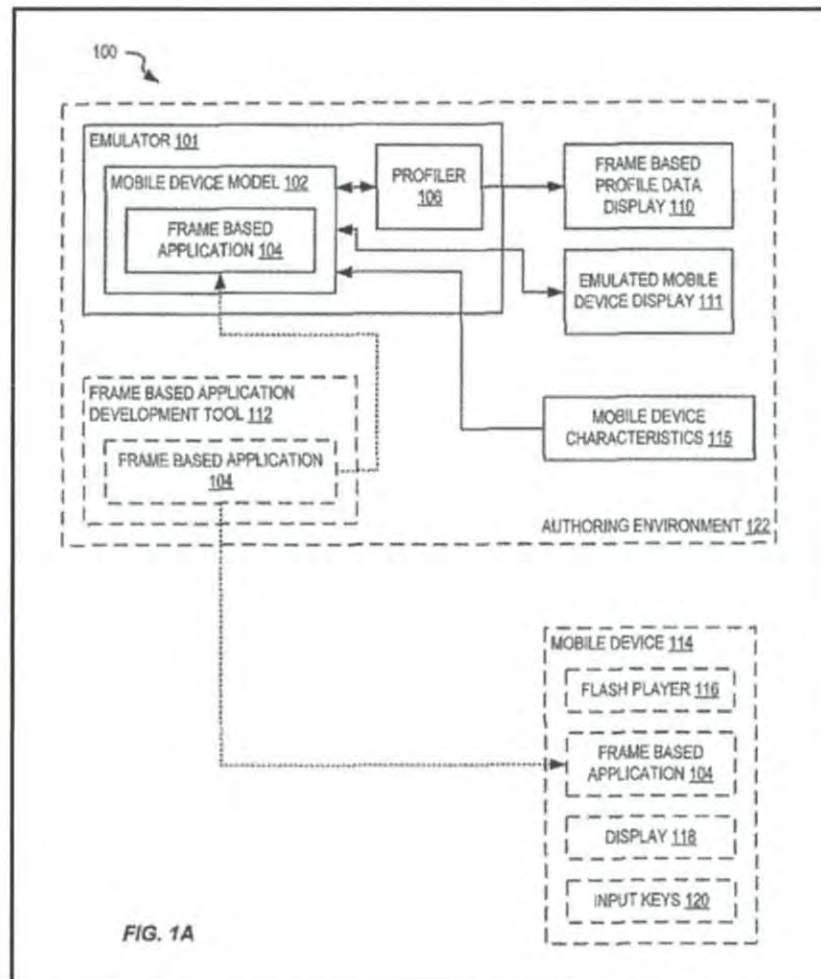 100
EMULATOR 101
MOBILE DEVICE MODEL 102
FRAME BASED
APPLICATION 104
PROFILER
106
FRAME BASED
PROFILE DATA
DISPLAY 110
EMULATED MOBILE
DEVICE DISPLAY 111
FRAME BASED APPLICATION
DEVELOPMENT TOOL 112
FRAME BASED APPLICATION
104
MOBILE DEVICE
CHARACTERISTICS 115
AUTHORING ENVIRONMENT 122
MOBILE DEVICE 114
FLASH PLAYER 116
FRAME BASED
APPLICATION 104
DISPLAY 118
INPUT KEYS 120
FIG. 1A